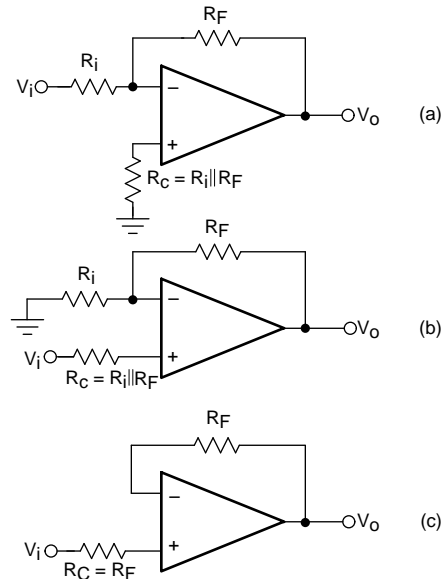 RF
Ri
Vi
−
+
Vo
(a)
RC = Ri||RF
RF
Ri
−
+
Vo
(b)
Vi
RC = Ri||RF
RF
−
+
Vo
(c)
Vi
RC = RF